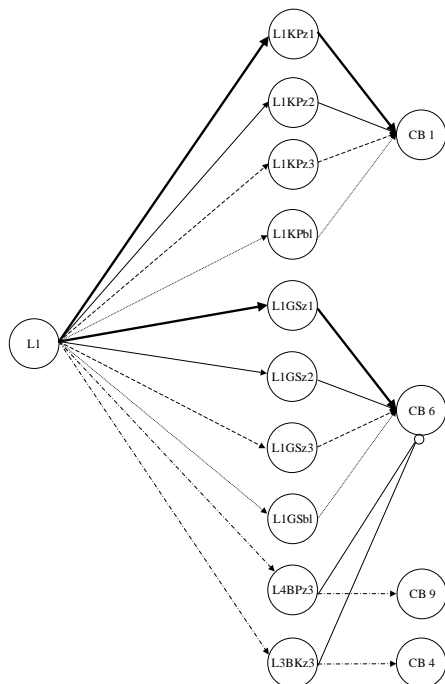 L1KPz1
L1KPz2
CB 1
L1KPz3
L1KPbl
L1GSz1
L1
L1GSz2
CB 6
L1GSz3
L1GSbl
L4BPz3
CB 9
L3BKz3
CB 4